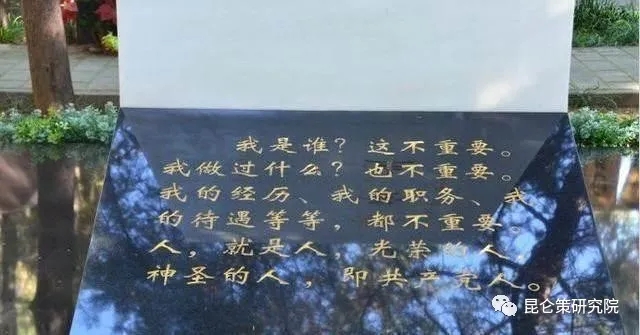 我是谁？这不重要。
我做过什么？也不重要。
我的经历、我的职务、我
的待遇等等，都不重要。
人，就是人，光荣的人，
神圣的人，即共产党人。
昆仑策研究院